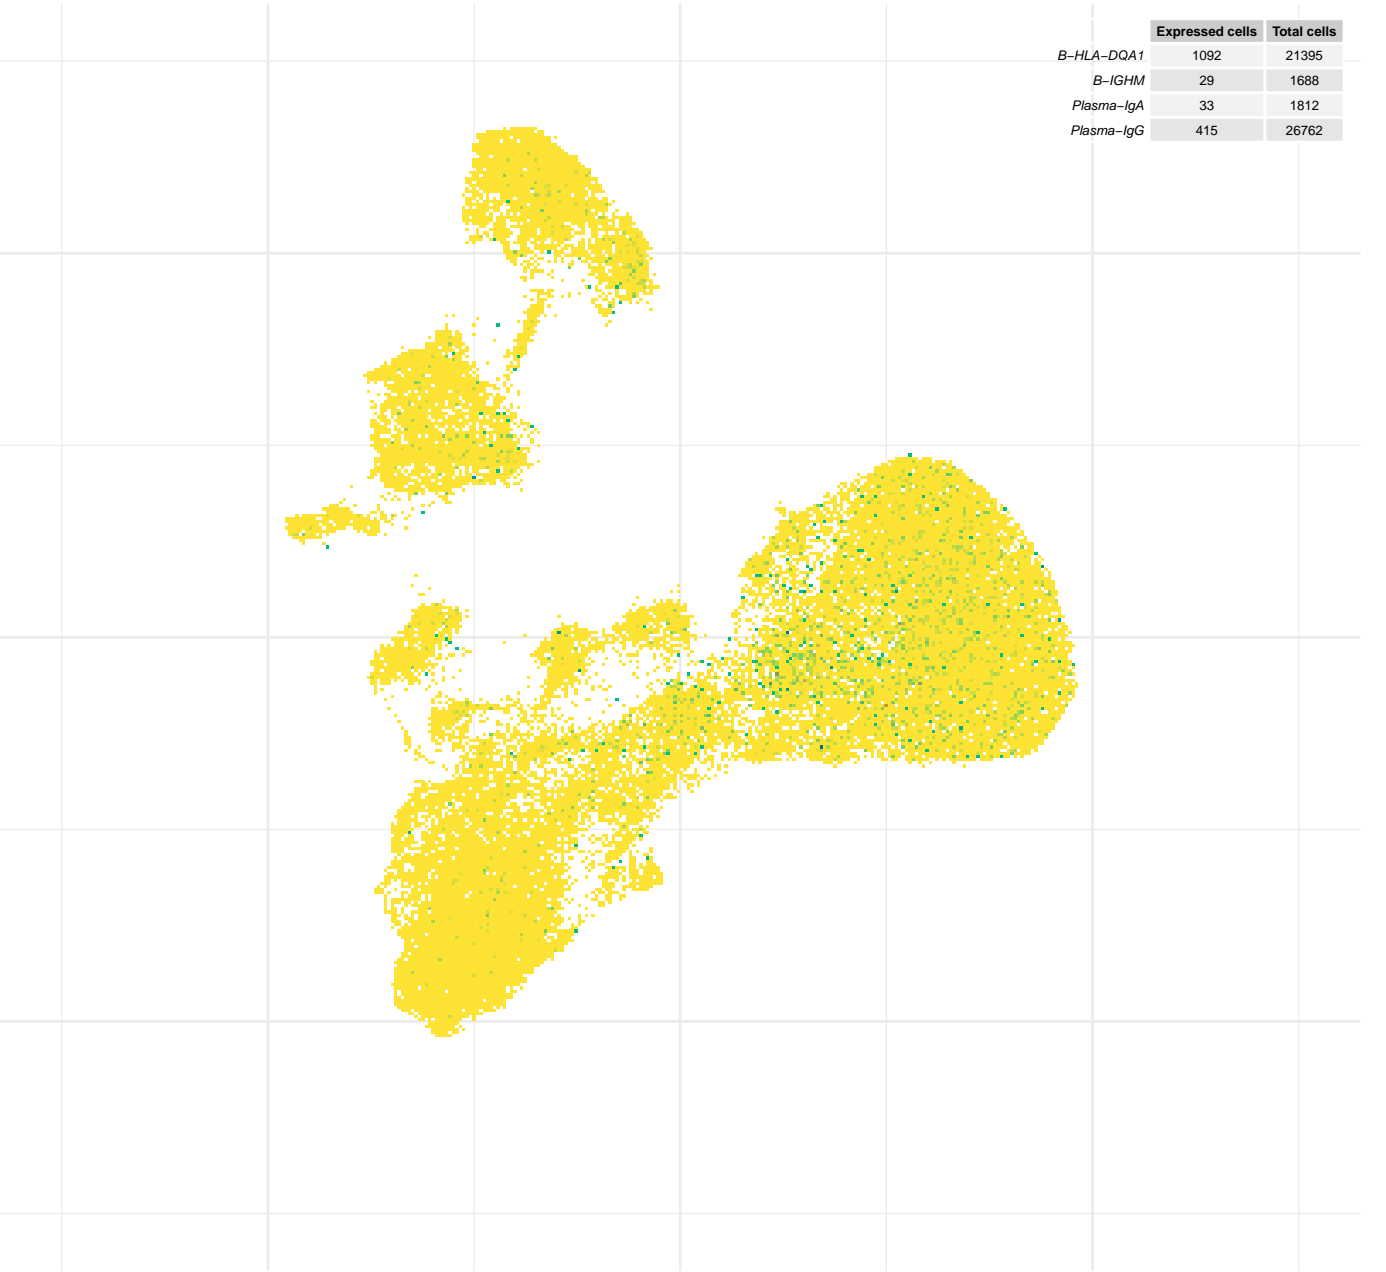 Expressed cells Total cells
B−HLA−DQA1 1092 21395
B−IGHM 29 1688
Plasma−IgA 33 1812
Plasma−IgG 415 26762